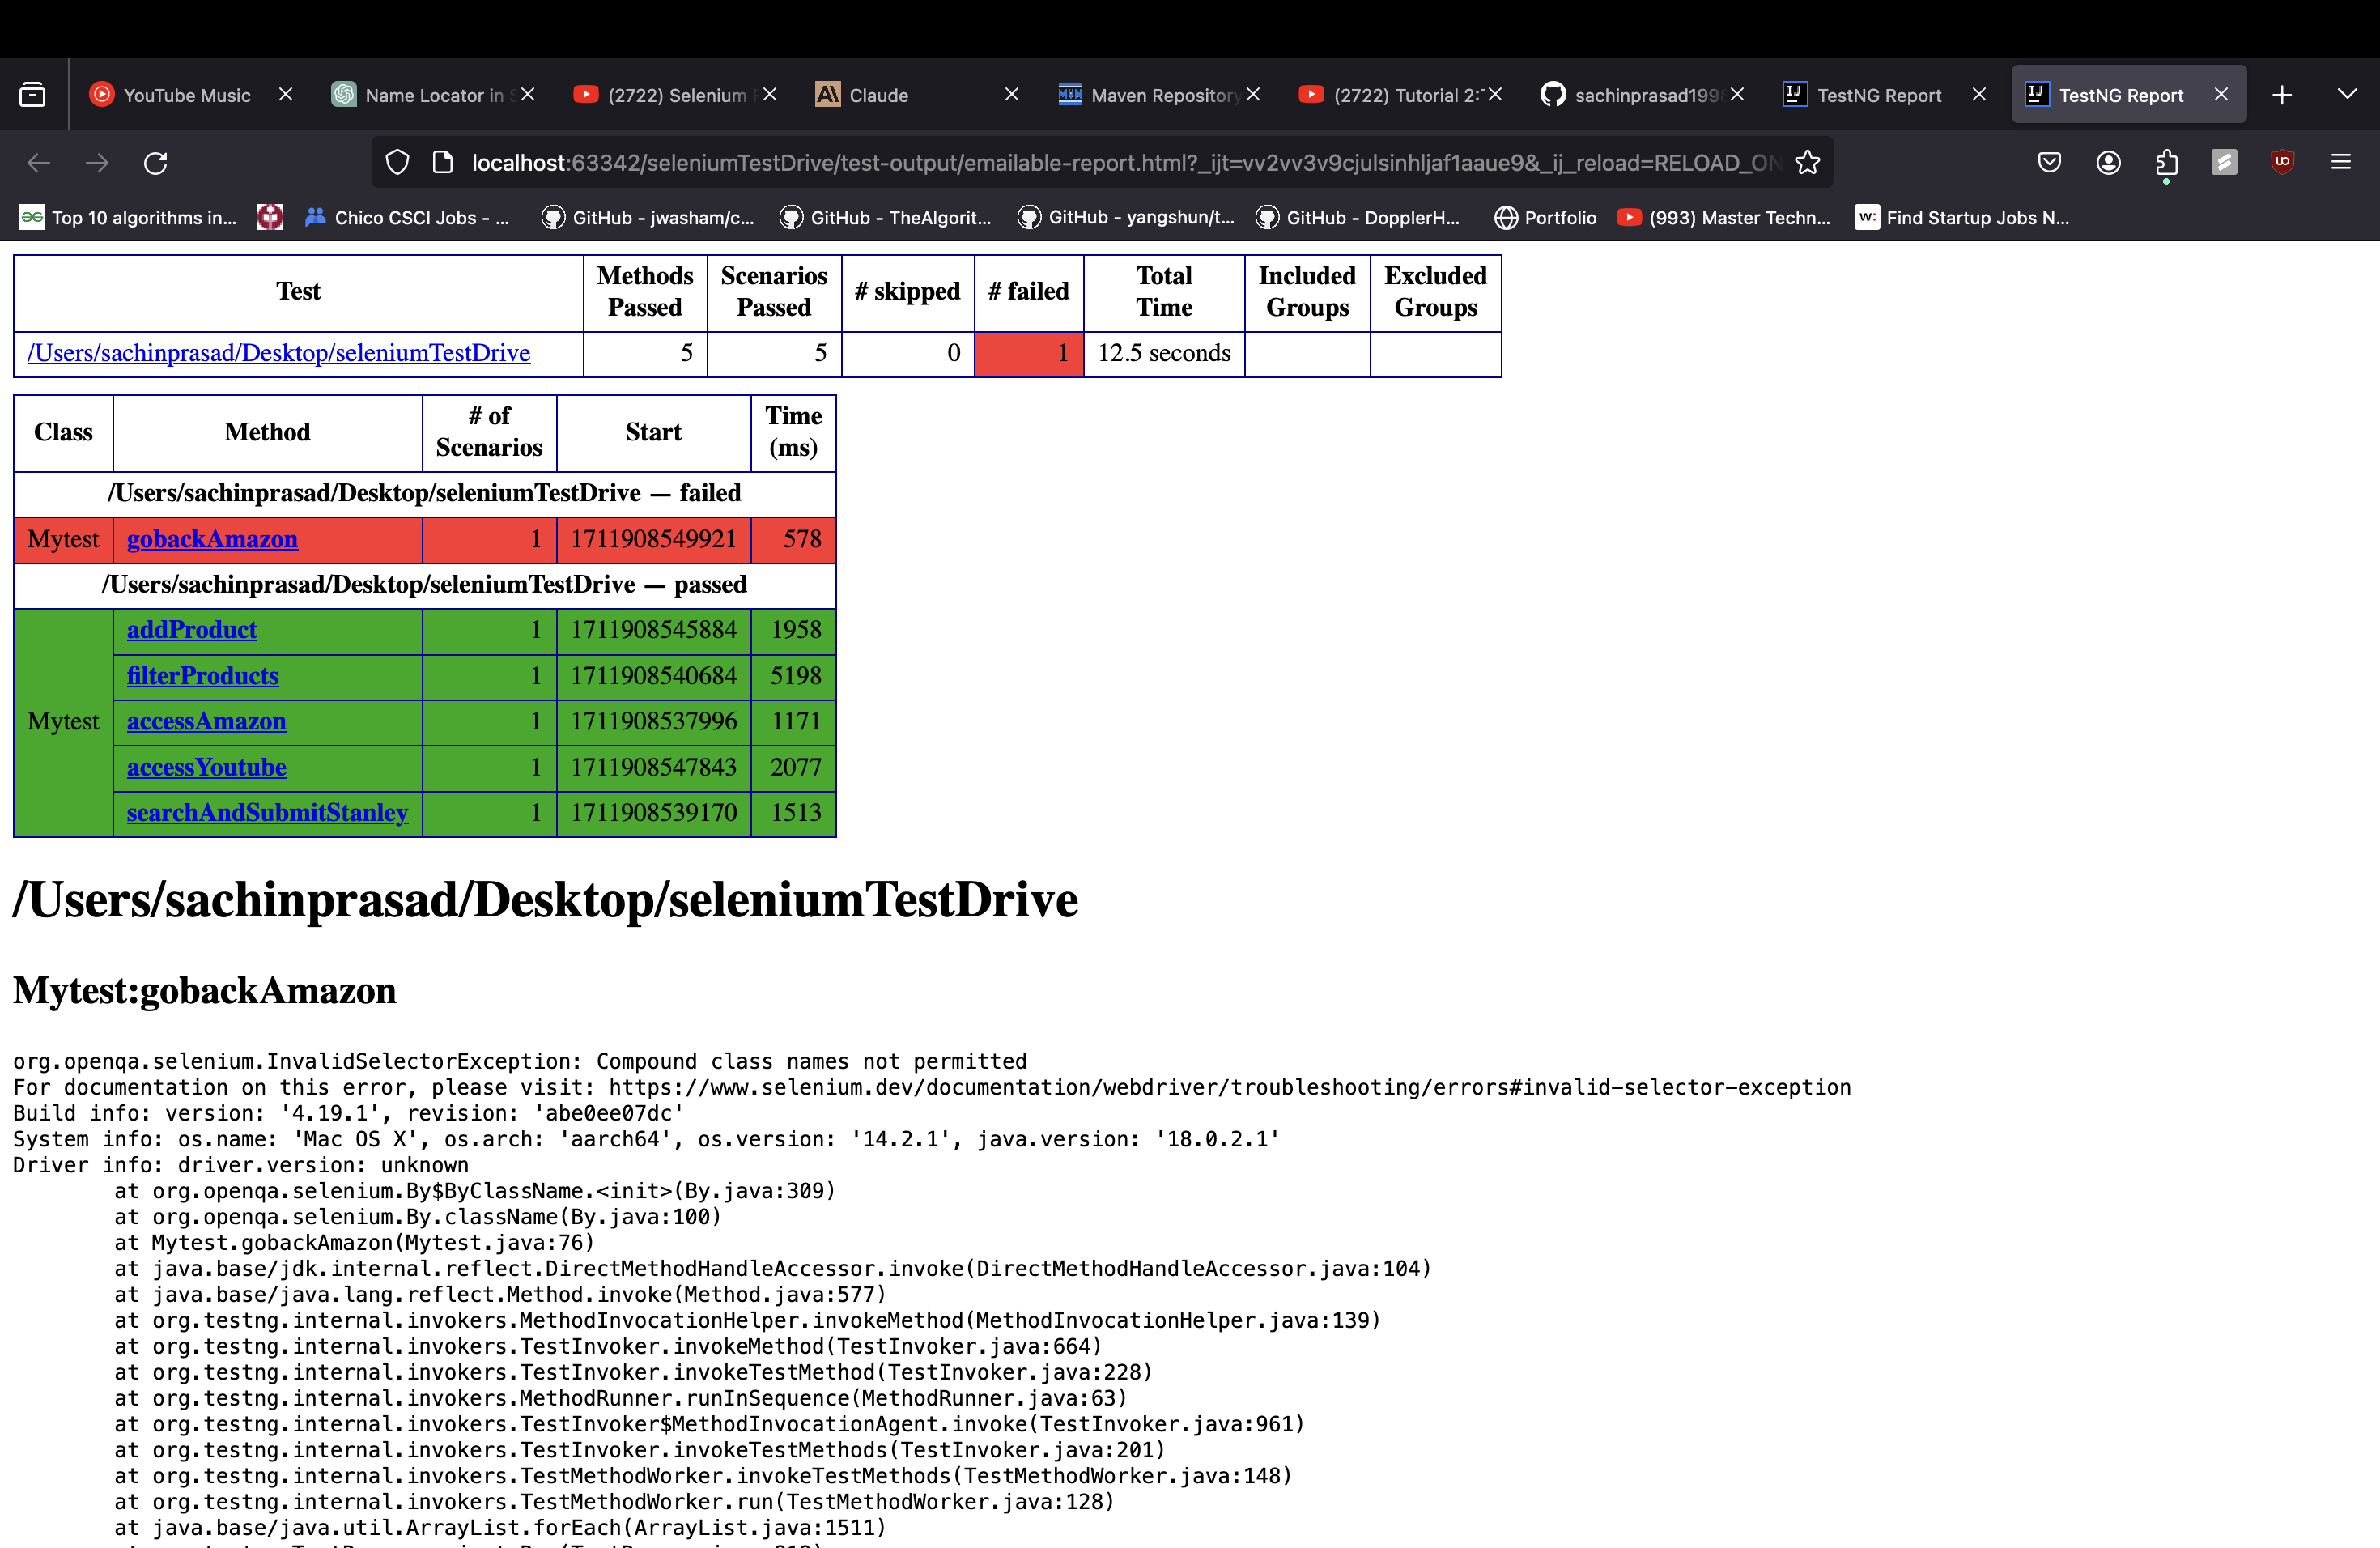 YouTube Music
Name Locator in S
(2722) Selenium
Claude
Maven Repository
(2722) Tutorial 2:
sachinprasad199
TestNG Report
TestNG Report
localhost:63342/seleniumTestDrive/test-output/emailable-report.html?_ijt=vv2vv3v9cjulsinhljaf1aaue9&_ij_reload=RELOAD_ON
Top 10 algorithms in...
Chico CSCI Jobs - ...
GitHub - jwasham/c...
GitHub - TheAlgorit...
GitHub - yangshun/t...
GitHub - DopplerH...
Portfolio
(993) Master Techn...
Find Startup Jobs N...
Test Methods Passed Scenarios Passed # skipped # failed Total Time Included Groups Excluded Groups
/Users/sachinprasad/Desktop/seleniumTestDrive 5 5 0 1 12.5 seconds
Class Method # of Scenarios Start Time (ms)
/Users/sachinprasad/Desktop/seleniumTestDrive — failed
Mytest gobackAmazon 1 1711908549921 578
/Users/sachinprasad/Desktop/seleniumTestDrive — passed
Mytest
addProduct 1 1711908545884 1958
filterProducts 1 1711908540684 5198
accessAmazon 1 1711908537996 1171
accessYoutube 1 1711908547843 2077
searchAndSubmitStanley 1 1711908539170 1513
/Users/sachinprasad/Desktop/seleniumTestDrive
Mytest:gobackAmazon
org.openqa.selenium.InvalidSelectorException: Compound class names not permitted
For documentation on this error, please visit: https://www.selenium.dev/documentation/webdriver/troubleshooting/errors#invalid-selector-exception
Build info: version: '4.19.1', revision: 'abe0ee07dc'
System info: os.name: 'Mac OS X', os.arch: 'aarch64', os.version: '14.2.1', java.version: '18.0.2.1'
Driver info: driver.version: unknown
at org.openqa.selenium.By$ByClassName.<init>(By.java:309)
at org.openqa.selenium.By.className(By.java:100)
at Mytest.gobackAmazon(Mytest.java:76)
at java.base/jdk.internal.reflect.DirectMethodHandleAccessor.invoke(DirectMethodHandleAccessor.java:104)
at java.base/java.lang.reflect.Method.invoke(Method.java:577)
at org.testng.internal.invokers.MethodInvocationHelper.invokeMethod(MethodInvocationHelper.java:139)
at org.testng.internal.invokers.TestInvoker.invokeMethod(TestInvoker.java:664)
at org.testng.internal.invokers.TestInvoker.invokeTestMethod(TestInvoker.java:228)
at org.testng.internal.invokers.MethodRunner.runInSequence(MethodRunner.java:63)
at org.testng.internal.invokers.TestInvoker$MethodInvocationAgent.invoke(TestInvoker.java:961)
at org.testng.internal.invokers.TestInvoker.invokeTestMethods(TestInvoker.java:201)
at org.testng.internal.invokers.TestMethodWorker.invokeTestMethods(TestMethodWorker.java:148)
at org.testng.internal.invokers.TestMethodWorker.run(TestMethodWorker.java:128)
at java.base/java.util.ArrayList.forEach(ArrayList.java:1511)